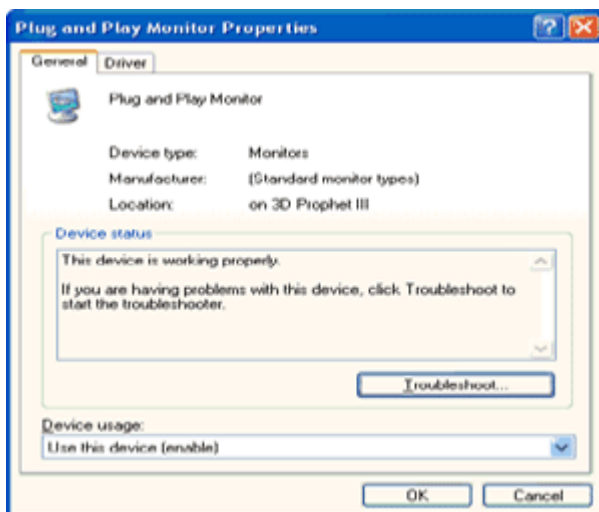 Plug and Play Monitor Properties
General Driver
Plug and Play Monitor
Device type: Monitors
Manufacturer: (Standard monitor types)
Location: on 3D Prophet III
Device status
This device is working properly.
If you are having problems with this device, click Troubleshoot to
start the troubleshooter.
Troubleshoot...
Device usage:
Use this device (enable)
OK Cancel